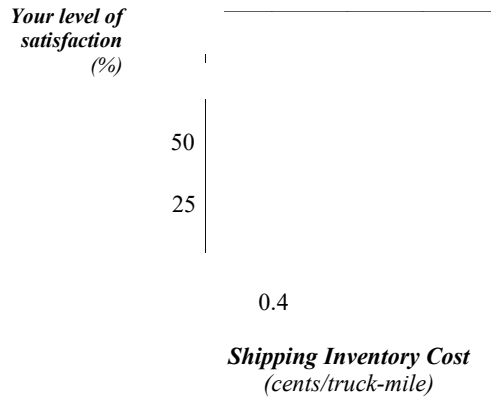 Your level of
satisfaction
(%)
50
25
0.4
Shipping Inventory Cost
(cents/truck-mile)